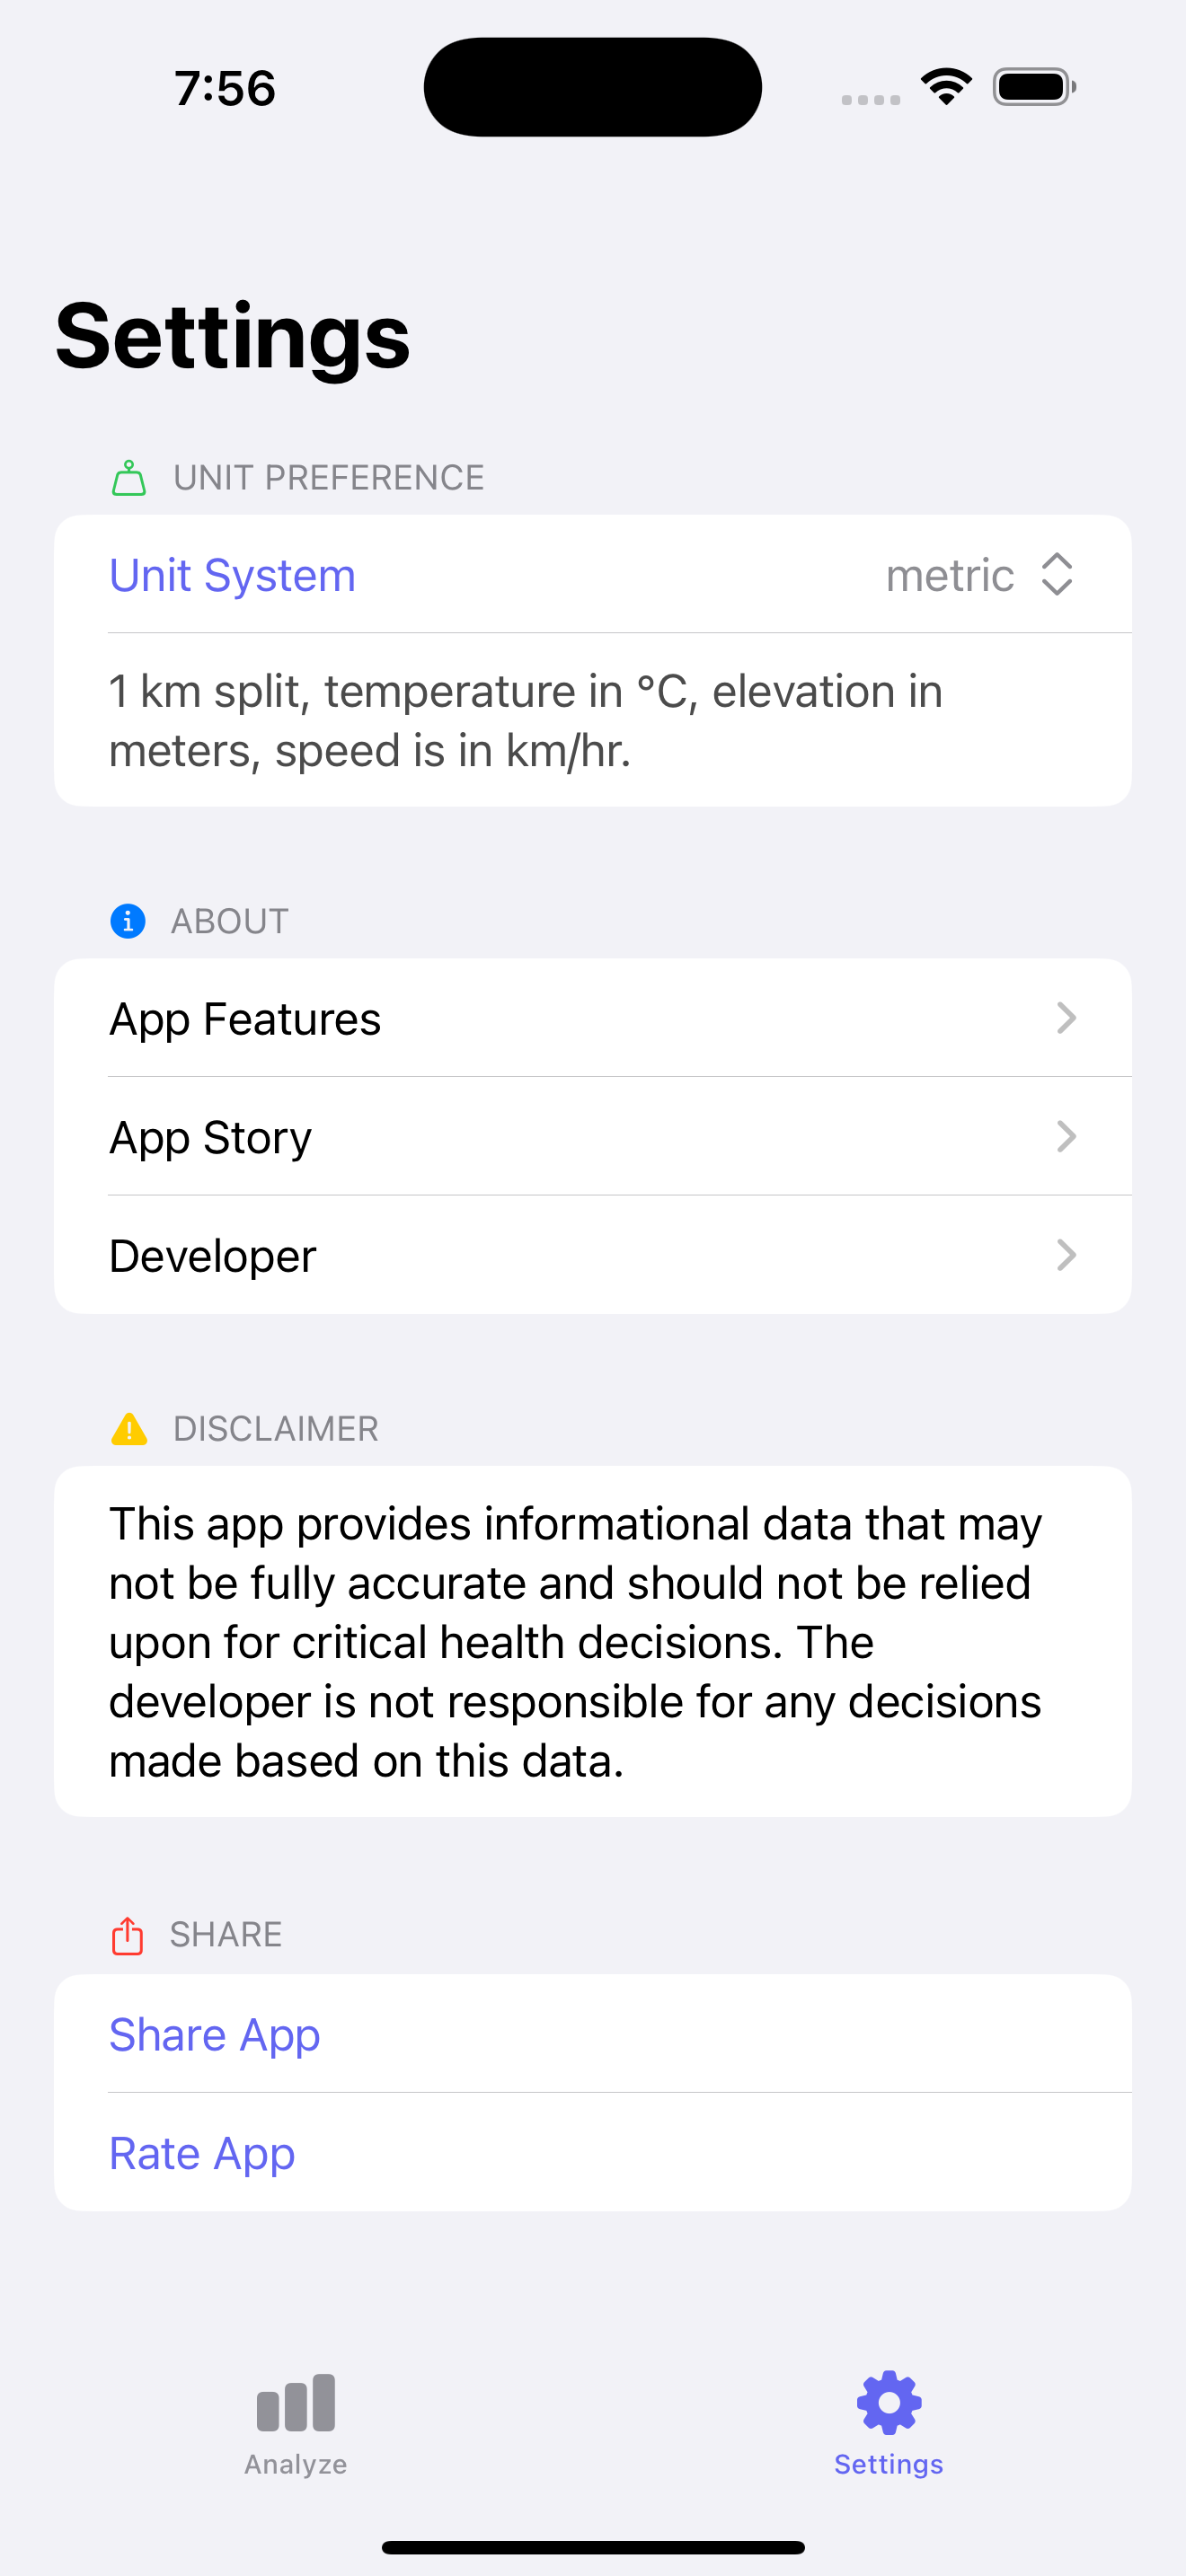 7:56
Settings
UNIT PREFERENCE
Unit System metric
1 km split, temperature in °C, elevation in
meters, speed is in km/hr.
ABOUT
App Features
App Story
Developer
DISCLAIMER
This app provides informational data that may
not be fully accurate and should not be relied
upon for critical health decisions. The
developer is not responsible for any decisions
made based on this data.
SHARE
Share App
Rate App
Analyze Settings